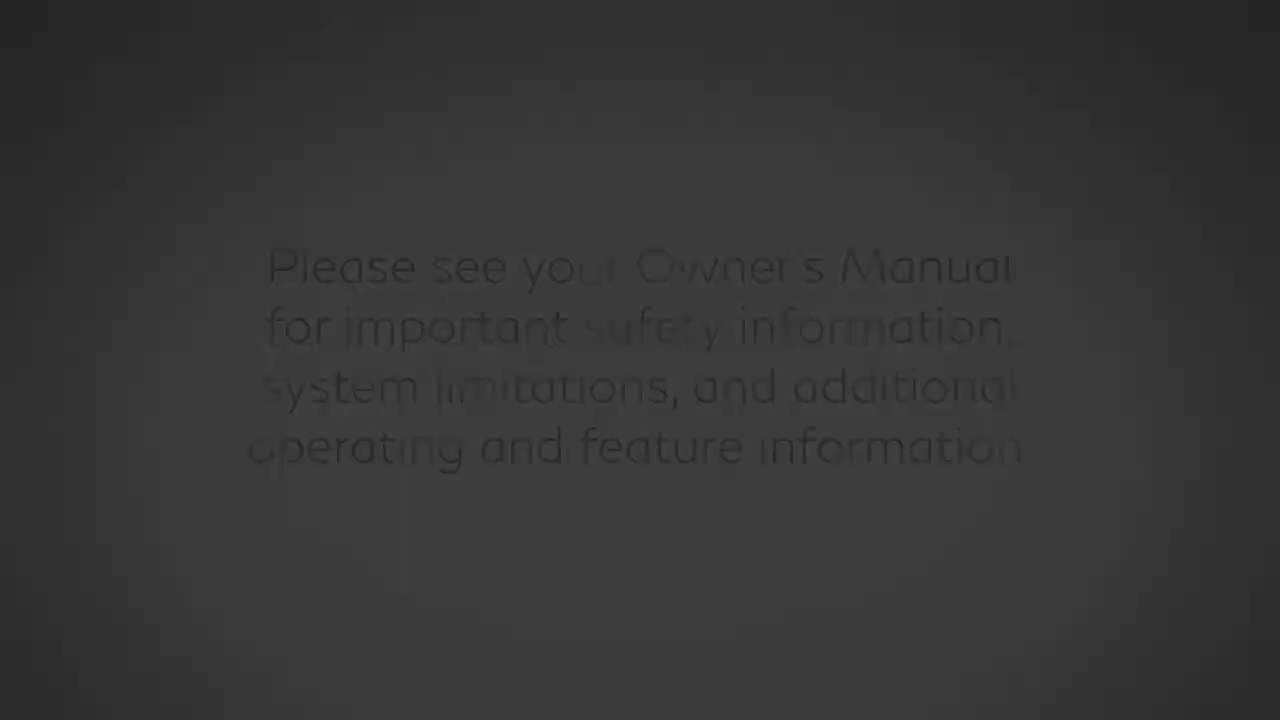 Please see your Owner's Manual
for important safety information,
system limitations, and additional
operating and feature information